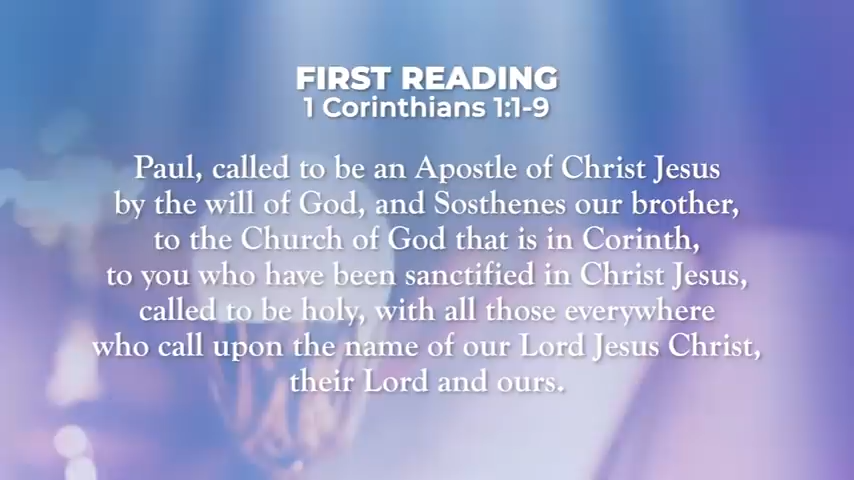 FIRST READING
1 Corinthians 1:1-9
Paul, called to be an Apostle of Christ Jesus
by the will of God, and Sosthenes our brother,
to the Church of God that is in Corinth,
to you who have been sanctified in Christ Jesus,
called to be holy, with all those everywhere
who call upon the name of our Lord Jesus Christ,
their Lord and ours.